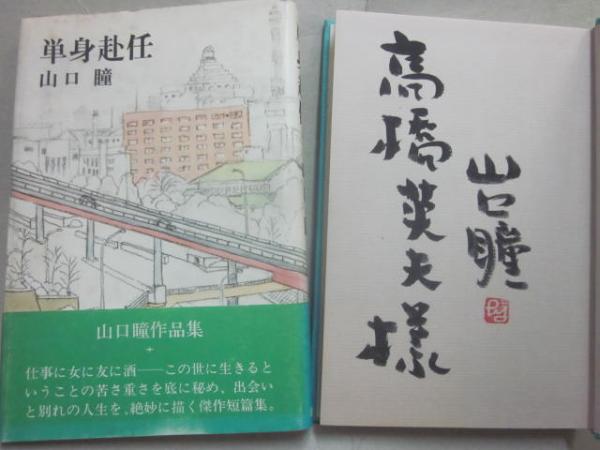 単身赴任
山口 瞳
山口瞳作品集
仕事に女に友に酒――この世に生きると
いうことの苦さ重さを底に秘め、出会い
と別れの人生を、絶妙に描く傑作短篇集。
高橋英夫様
山口瞳